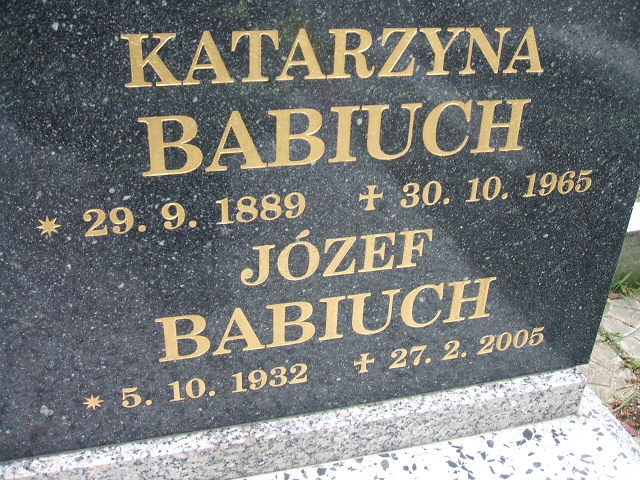 KATARZYNA
BABIUCH
* 29. 9. 1889 ✝ 30. 10. 1965
JÓZEF
BABIUCH
* 5. 10. 1932 ✝ 27. 2. 2005